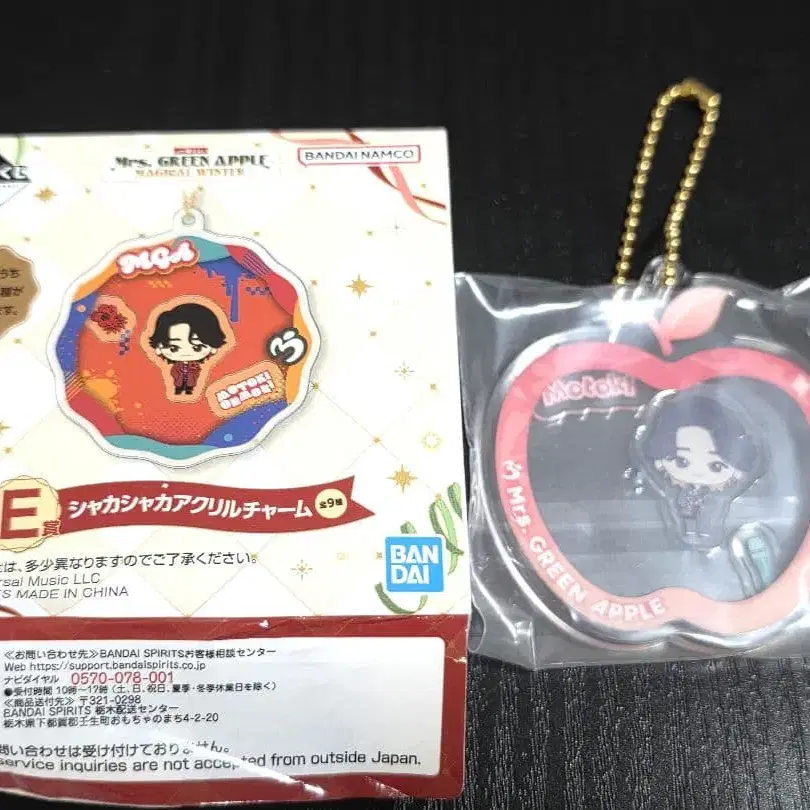 くじ
Mrs. GREEN APPLE
MAGICAL WINTER
BANDAI NAMCO
うち
種が
す。
MGA
MOTOKI
OHMORI
E賞
シャカシャカアクリルチャーム
全9種
は、多少異なりますのでご了承ください。
rsal Music LLC
S MADE IN CHINA
BAN
DAI
≪お問い合わせ先≫BANDAI SPIRITSお客様相談センター
Web https://support.bandaispirits.co.jp
ナビダイヤル 0570-078-001
●受付時間 10時〜17時(土、日、祝日、夏季・冬季休業日を除く)
≪商品送付先≫ 〒321-0298
BANDAI SPIRITS 栃木配送センター
栃木県下都賀郡壬生町おもちゃのまち4-2-20
問い合わせは受け付けておりません。
service inquiries are not accepted from outside Japan.
Motoki
Mrs. GREEN APPLE